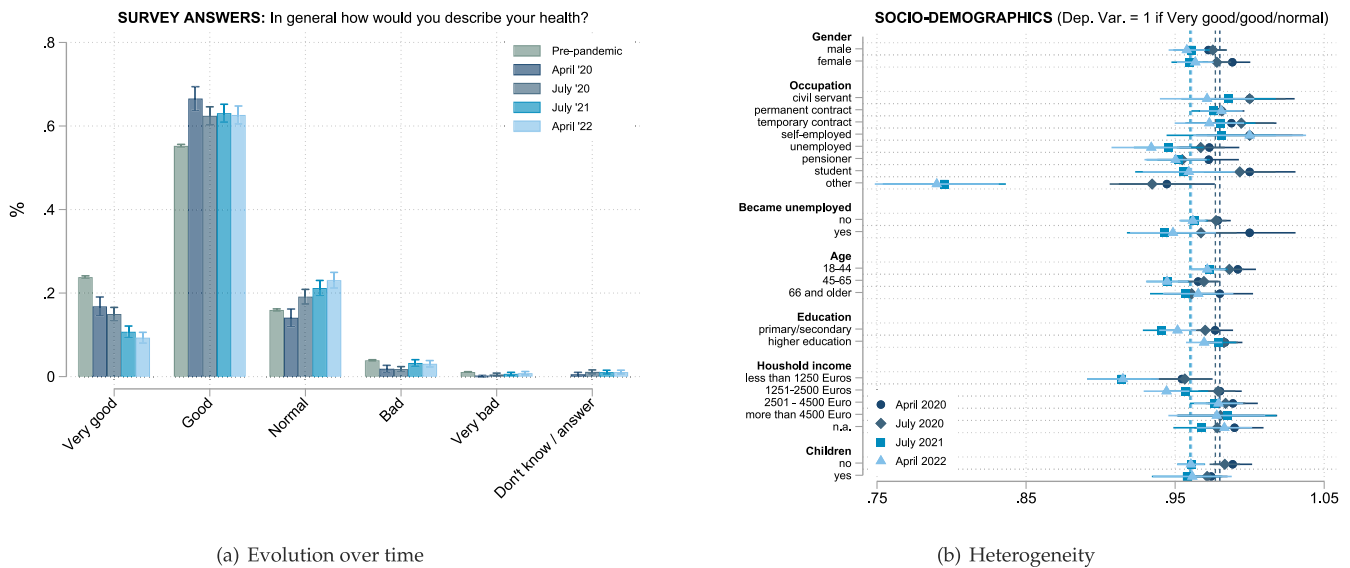 SURVEY ANSWERS: In general how would you describe your health?
.8
.6
.4
.2
0
%
Pre-pandemic
April '20
July '20
July '21
April '22
Very good
Good
Normal
Bad
Very bad
Don't know / answer
(a) Evolution over time
SOCIO-DEMOGRAPHICS (Dep. Var. = 1 if Very good/good/normal)
Gender
male
female
Occupation
civil servant
permanent contract
temporary contract
self-employed
unemployed
pensioner
student
other
Became unemployed
no
yes
Age
18-44
45-65
66 and older
Education
primary/secondary
higher education
Houshold income
less than 1250 Euros
1251-2500 Euros
2501 - 4500 Euro
more than 4500 Euro
n.a.
Children
no
yes
April 2020
July 2020
July 2021
April 2022
.75
.85
.95
1.05
(b) Heterogeneity